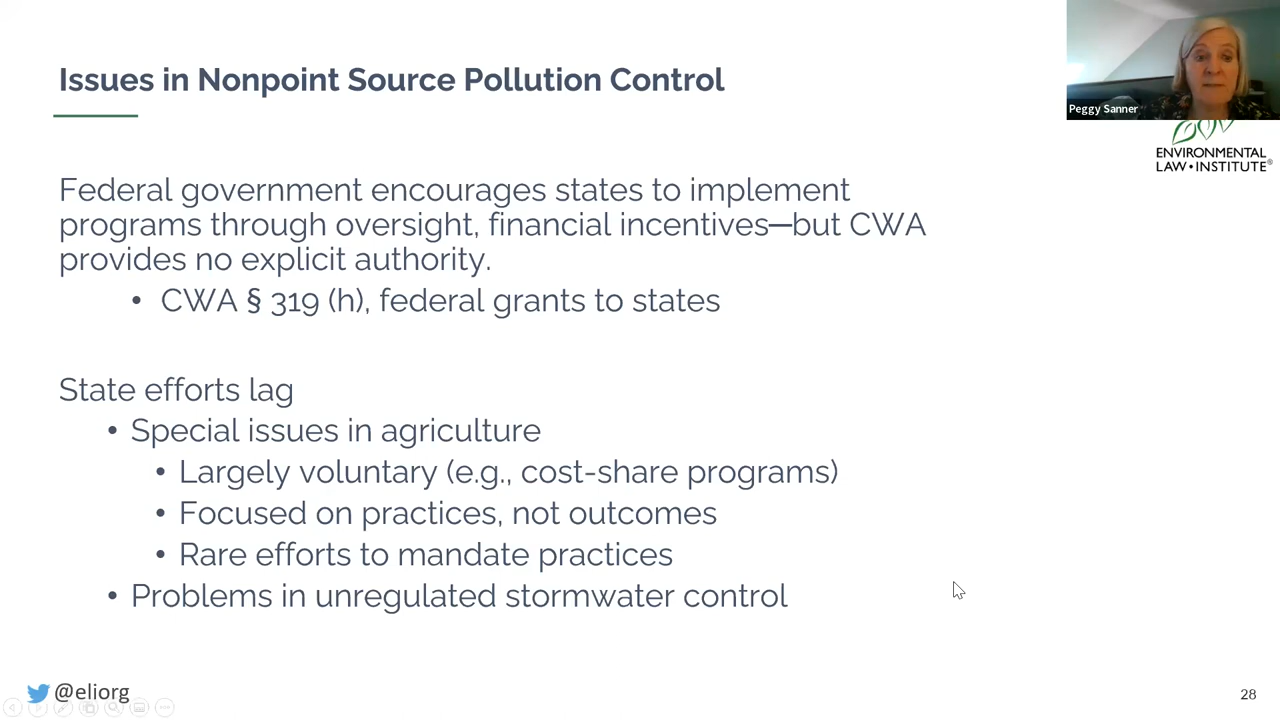 Issues in Nonpoint Source Pollution Control
Peggy Sanner
ENVIRONMENTAL
LAW • INSTITUTE®
Federal government encourages states to implement
programs through oversight, financial incentives—but CWA
provides no explicit authority.
• CWA § 319 (h), federal grants to states
State efforts lag
• Special issues in agriculture
• Largely voluntary (e.g., cost-share programs)
• Focused on practices, not outcomes
• Rare efforts to mandate practices
• Problems in unregulated stormwater control
@eliorg
28